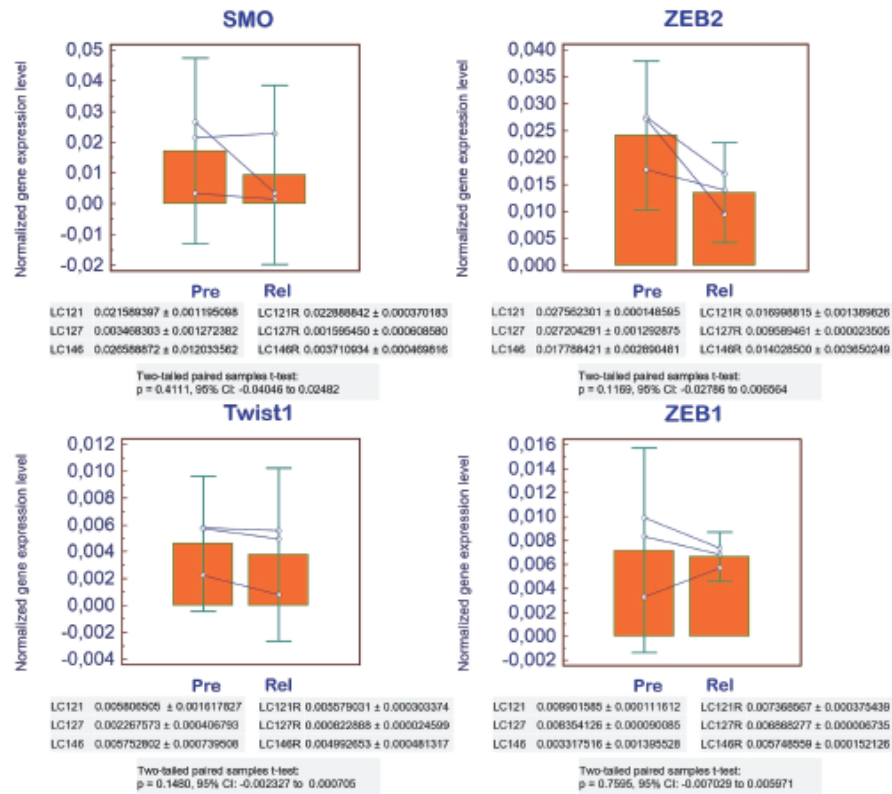 SMO
Normalized gene expression level
0,05
0,04
0,03
0,02
0,01
0,00
-0,01
-0,02
Pre Rel
LC121 0.021589397 ± 0.001195098 LC121R 0.022888842 ± 0.000370183
LC127 0.003468303 ± 0.001272382 LC127R 0.001595450 ± 0.000608580
LC146 0.026588872 ± 0.012033562 LC146R 0.003710934 ± 0.000469816
Two-tailed paired samples t-test:
p = 0.4111, 95% CI: -0.04046 to 0.02482
ZEB2
Normalized gene expression level
0,040
0,035
0,030
0,025
0,020
0,015
0,010
0,005
0,000
Pre Rel
LC121 0.027562301 ± 0.000148595 LC121R 0.016998815 ± 0.001389826
LC127 0.027204291 ± 0.001292875 LC127R 0.009589461 ± 0.000023505
LC146 0.017788421 ± 0.002890481 LC146R 0.014028500 ± 0.003650249
Two-tailed paired samples t-test:
p = 0.1169, 95% CI: -0.02786 to 0.006564
Twist1
Normalized gene expression level
0,012
0,010
0,008
0,006
0,004
0,002
0,000
-0,002
-0,004
Pre Rel
LC121 0.005806505 ± 0.001617827 LC121R 0.005579031 ± 0.000303374
LC127 0.002267573 ± 0.000406793 LC127R 0.000822888 ± 0.000024599
LC146 0.005752802 ± 0.000739508 LC146R 0.004992653 ± 0.000481317
Two-tailed paired samples t-test:
p = 0.1480, 95% CI: -0.002327 to 0.000705
ZEB1
Normalized gene expression level
0,016
0,014
0,012
0,010
0,008
0,006
0,004
0,002
0,000
-0,002
Pre Rel
LC121 0.009901585 ± 0.000111612 LC121R 0.007368567 ± 0.000375439
LC127 0.008354126 ± 0.000090085 LC127R 0.006868277 ± 0.000006735
LC146 0.003317516 ± 0.001395528 LC146R 0.005748559 ± 0.000152126
Two-tailed paired samples t-test:
p = 0.7595, 95% CI: -0.007029 to 0.005971